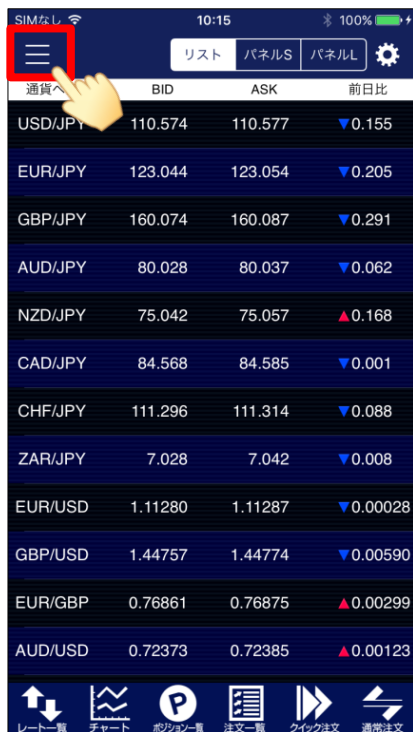 SIMなし 10:15 100%
リスト パネルS パネルL
通貨ペ BID ASK 前日比
USD/JPY 110.574 110.577 ▼0.155
EUR/JPY 123.044 123.054 ▼0.205
GBP/JPY 160.074 160.087 ▼0.291
AUD/JPY 80.028 80.037 ▼0.062
NZD/JPY 75.042 75.057 ▲0.168
CAD/JPY 84.568 84.585 ▼0.001
CHF/JPY 111.296 111.314 ▼0.088
ZAR/JPY 7.028 7.042 ▼0.008
EUR/USD 1.11280 1.11287 ▼0.00028
GBP/USD 1.44757 1.44774 ▼0.00590
EUR/GBP 0.76861 0.76875 ▲0.00299
AUD/USD 0.72373 0.72385 ▲0.00123
P
レート一覧 チャート ポジション一覧 注文一覧 クイック注文 通常注文